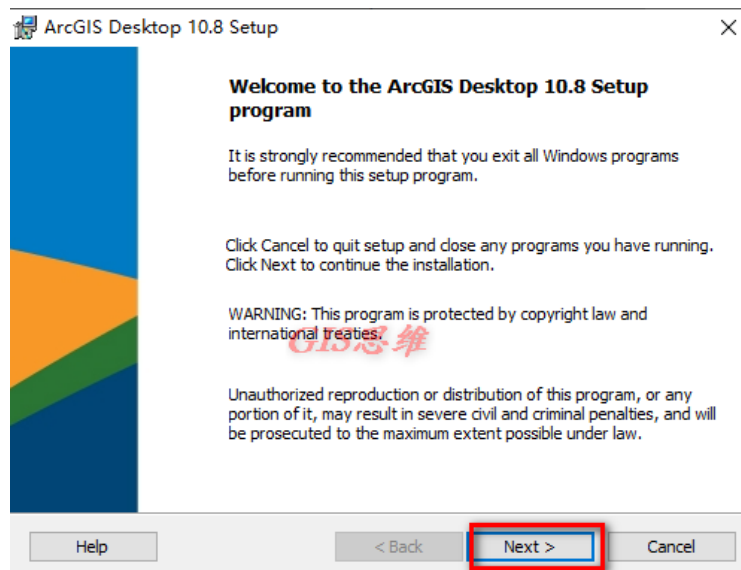 ArcGIS Desktop 10.8 Setup
Welcome to the ArcGIS Desktop 10.8 Setup
program
It is strongly recommended that you exit all Windows programs
before running this setup program.
Click Cancel to quit setup and close any programs you have running.
Click Next to continue the installation.
WARNING: This program is protected by copyright law and
international treaties.
GIS思维
Unauthorized reproduction or distribution of this program, or any
portion of it, may result in severe civil and criminal penalties, and will
be prosecuted to the maximum extent possible under law.
Help
< Back
Next >
Cancel